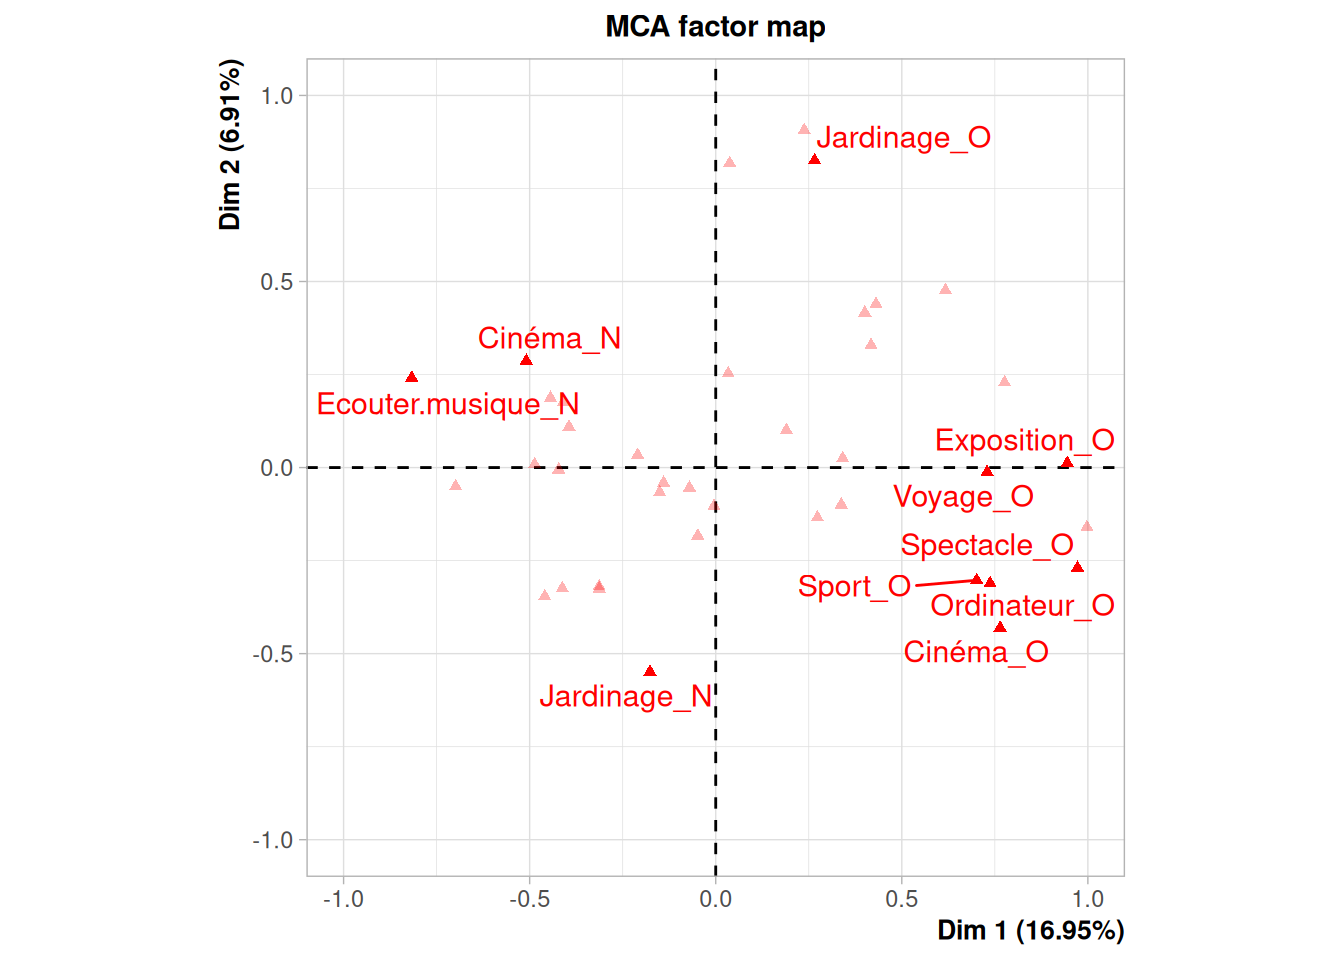 MCA factor map
Dim 2 (6.91%)
1.0
0.5
0.0
-0.5
-1.0
Jardinage_O
Cinéma_N
Ecouter.musique_N
Exposition_O
Voyage_O
Spectacle_O
Sport_O
Ordinateur_O
Cinéma_O
Jardinage_N
-1.0 -0.5 0.0 0.5 1.0
Dim 1 (16.95%)